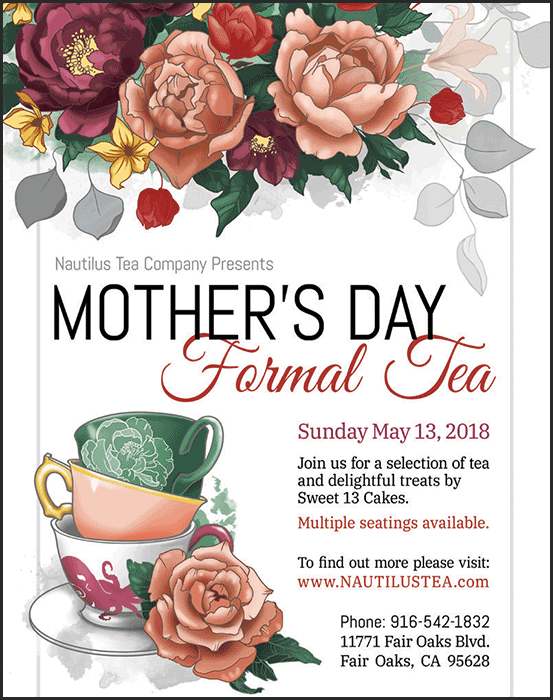 Nautilus Tea Company Presents
MOTHER'S DAY
Formal Tea
Sunday May 13, 2018
Join us for a selection of tea
and delightful treats by
Sweet 13 Cakes.
Multiple seatings available.
To find out more please visit:
www.NAUTILUSTEA.com
Phone: 916-542-1832
11771 Fair Oaks Blvd.
Fair Oaks, CA 95628